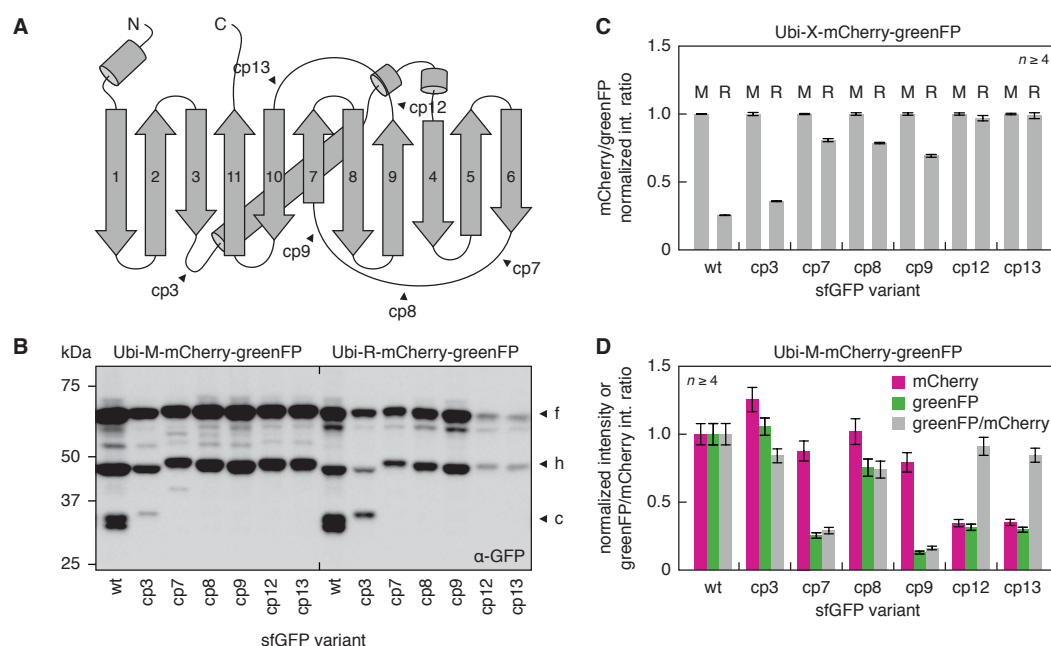 A
N
C
cp13
cp12
1
2
3
11
10
7
8
9
4
5
6
cp3
cp9
cp8
cp7
B
kDa
Ubi-M-mCherry-greenFP
Ubi-R-mCherry-greenFP
75
50
37
25
f
h
c
α-GFP
wt cp3 cp7 cp8 cp9 cp12 cp13 wt cp3 cp7 cp8 cp9 cp12 cp13
sfGFP variant
C
Ubi-X-mCherry-greenFP
mCherry/greenFP
normalized int. ratio
1.5
1.0
0.5
0
n ≥ 4
M R M R M R M R M R M R M R
wt cp3 cp7 cp8 cp9 cp12 cp13
sfGFP variant
D
Ubi-M-mCherry-greenFP
normalized intensity or
greenFP/mCherry int. ratio
1.5
1.0
0.5
0
n ≥ 4
mCherry
greenFP
greenFP/mCherry
wt cp3 cp7 cp8 cp9 cp12 cp13
sfGFP variant